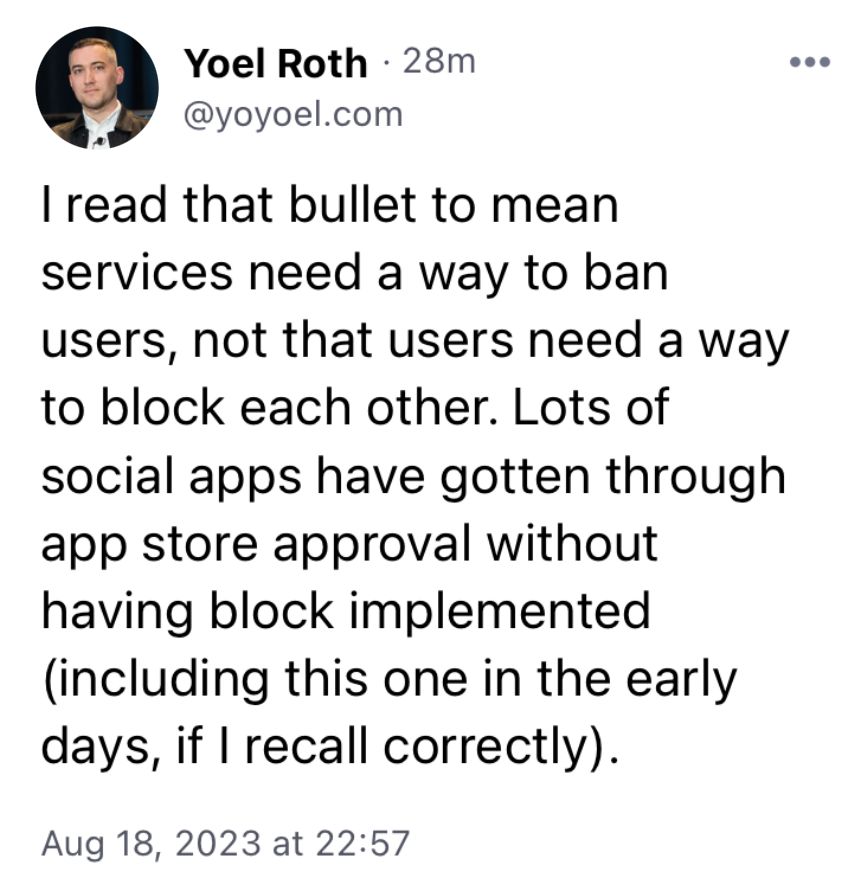 Yoel Roth · 28m
@yoyoel.com
I read that bullet to mean
services need a way to ban
users, not that users need a way
to block each other. Lots of
social apps have gotten through
app store approval without
having block implemented
(including this one in the early
days, if I recall correctly).
Aug 18, 2023 at 22:57